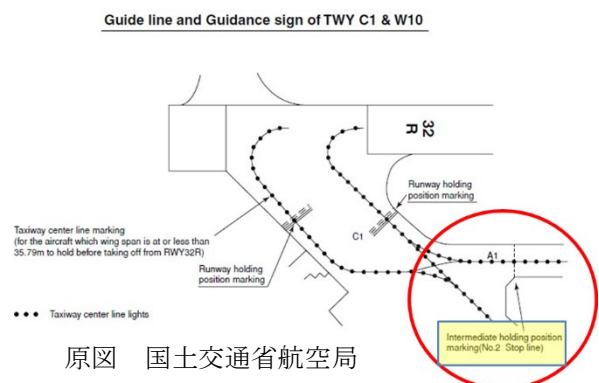 Guide line and Guidance sign of TWY C1 & W10
32
R
Runway holding
position marking
Taxiway center line marking
(for the aircraft which wing span is at or less than
35.79m to hold before taking off from RWY32R)
C1
A1
Runway holding
position marking
Taxiway center line lights
Intermediate holding position
marking(No.2 Stop line)
原図 国土交通省航空局